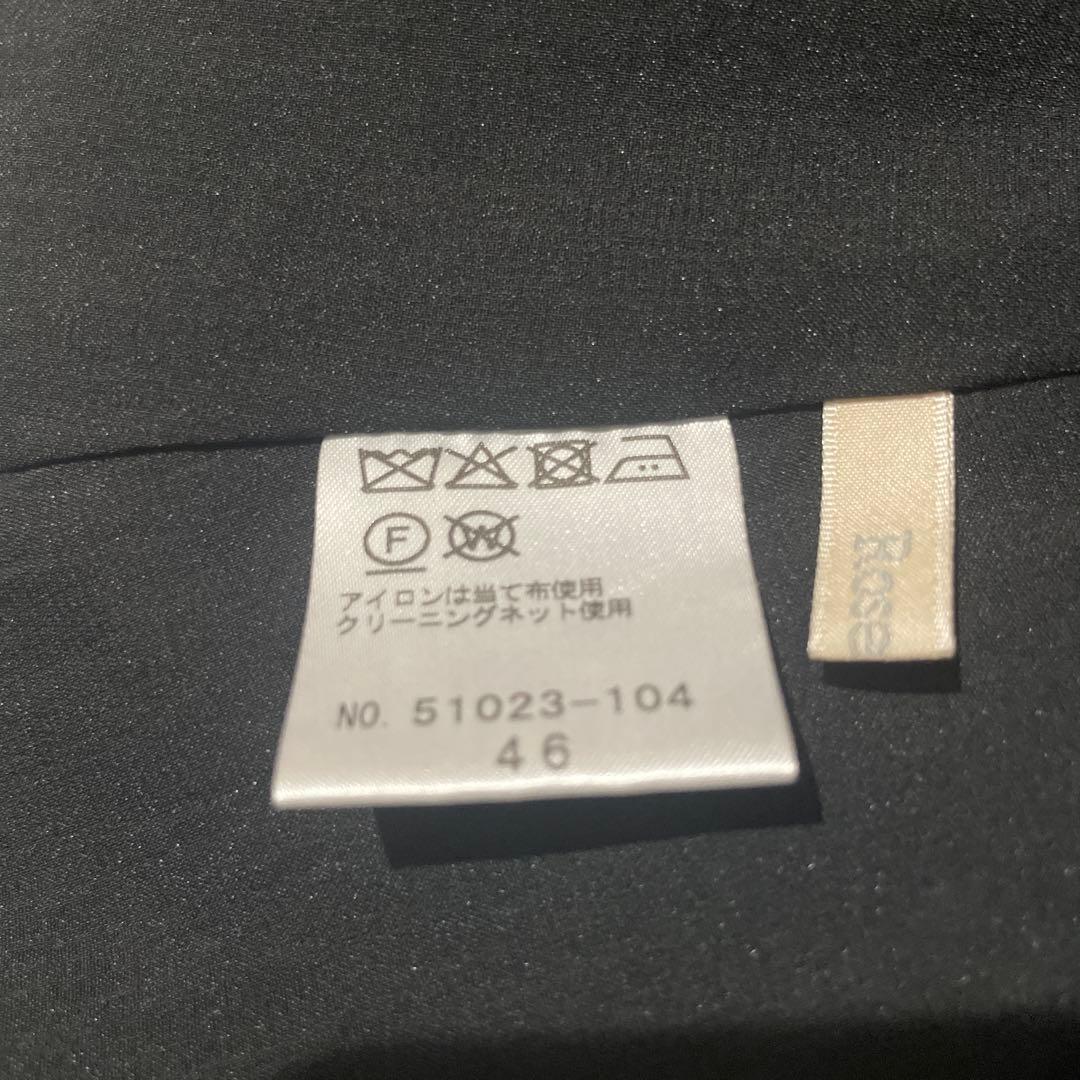 F W
アイロンは当て布使用
クリーニングネット使用
NO. 51023-104
46
Rose